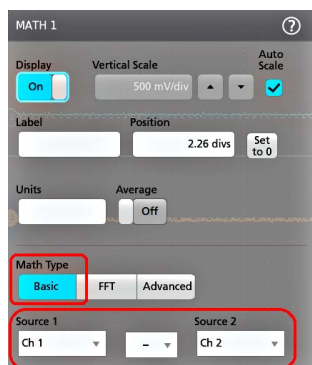 MATH 1 ?
Display Vertical Scale Auto Scale
On 500 mV/div
Label Position
2.26 divs Set to 0
Units Average
Off
Math Type
Basic FFT Advanced
Source 1 Source 2
Ch 1 – Ch 2